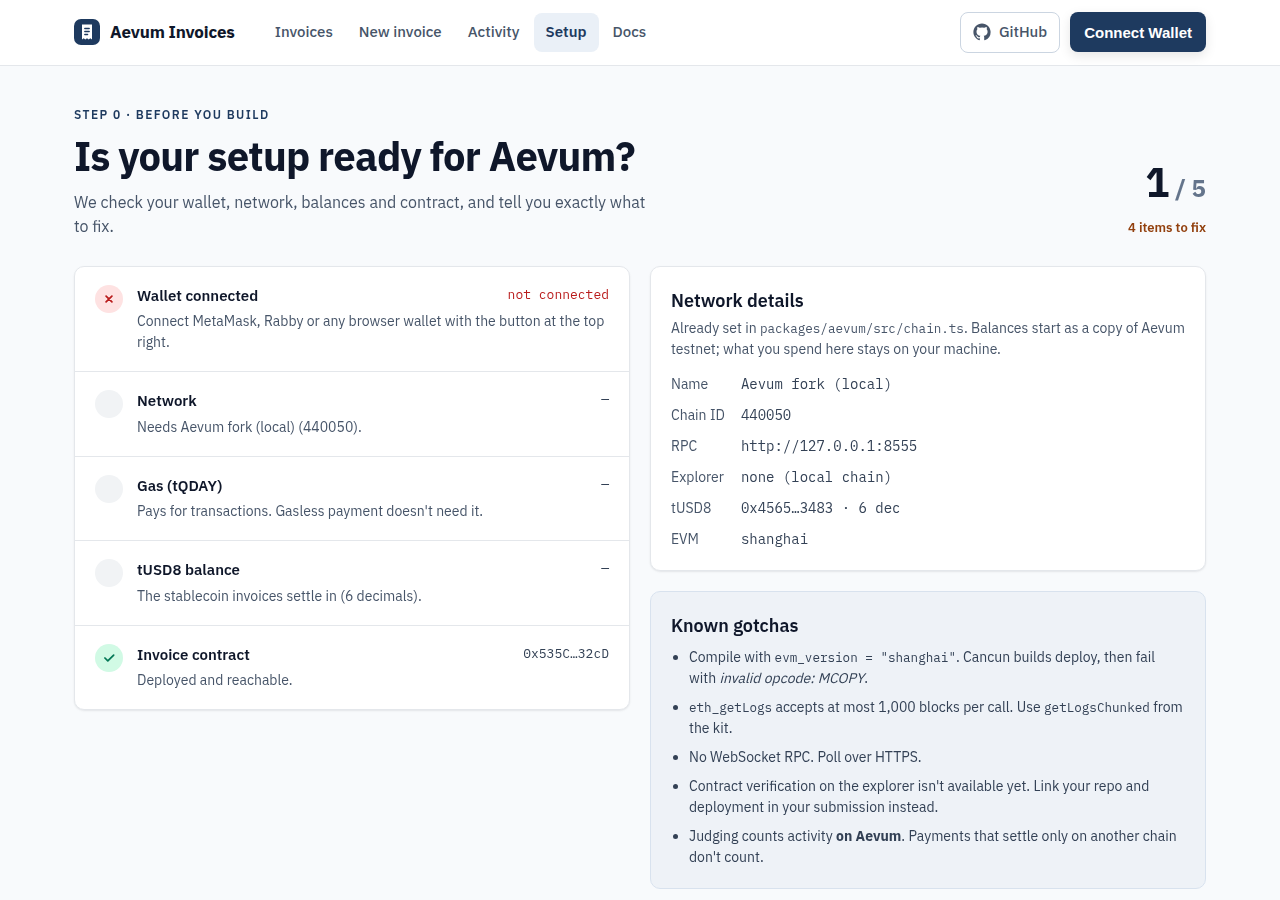 Aevum Invoices
Invoices
New invoice
Activity
Setup
Docs
GitHub
Connect Wallet
STEP 0 · BEFORE YOU BUILD
Is your setup ready for Aevum?
We check your wallet, network, balances and contract, and tell you exactly what
to fix.
1 / 5
4 items to fix
Wallet connected
not connected
Connect MetaMask, Rabby or any browser wallet with the button at the top
right.
Network
—
Needs Aevum fork (local) (440050).
Gas (tQDAY)
—
Pays for transactions. Gasless payment doesn't need it.
tUSD8 balance
—
The stablecoin invoices settle in (6 decimals).
Invoice contract
0x535C…32cD
Deployed and reachable.
Network details
Already set in packages/aevum/src/chain.ts. Balances start as a copy of Aevum
testnet; what you spend here stays on your machine.
Name Aevum fork (local)
Chain ID 440050
RPC http://127.0.0.1:8555
Explorer none (local chain)
tUSD8 0x4565…3483 · 6 dec
EVM shanghai
Known gotchas
• Compile with evm_version = "shanghai". Cancun builds deploy, then fail
with invalid opcode: MCOPY.
• eth_getLogs accepts at most 1,000 blocks per call. Use getLogsChunked from
the kit.
• No WebSocket RPC. Poll over HTTPS.
• Contract verification on the explorer isn't available yet. Link your repo and
deployment in your submission instead.
• Judging counts activity on Aevum. Payments that settle only on another chain
don't count.